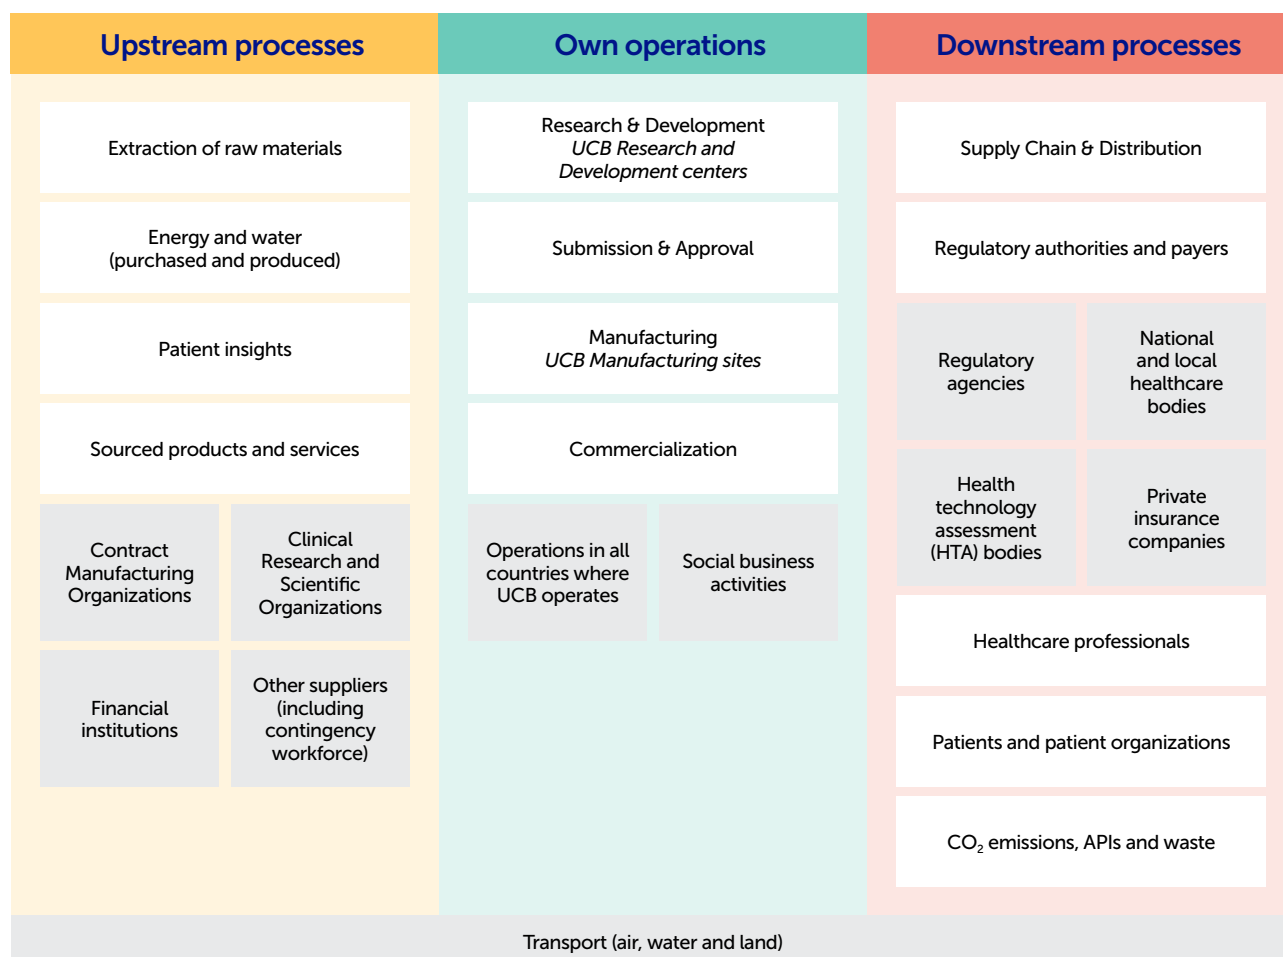 Upstream processes
Extraction of raw materials
Energy and water
(purchased and produced)
Patient insights
Sourced products and services
Contract
Manufacturing
Organizations
Clinical
Research and
Scientific
Organizations
Financial
institutions
Other suppliers
(including
contingency
workforce)
Own operations
Research & Development
UCB Research and
Development centers
Submission & Approval
Manufacturing
UCB Manufacturing sites
Commercialization
Operations in all
countries where
UCB operates
Social business
activities
Downstream processes
Supply Chain & Distribution
Regulatory authorities and payers
Regulatory
agencies
National
and local
healthcare
bodies
Health
technology
assessment
(HTA) bodies
Private
insurance
companies
Healthcare professionals
Patients and patient organizations
CO₂ emissions, APIs and waste
Transport (air, water and land)